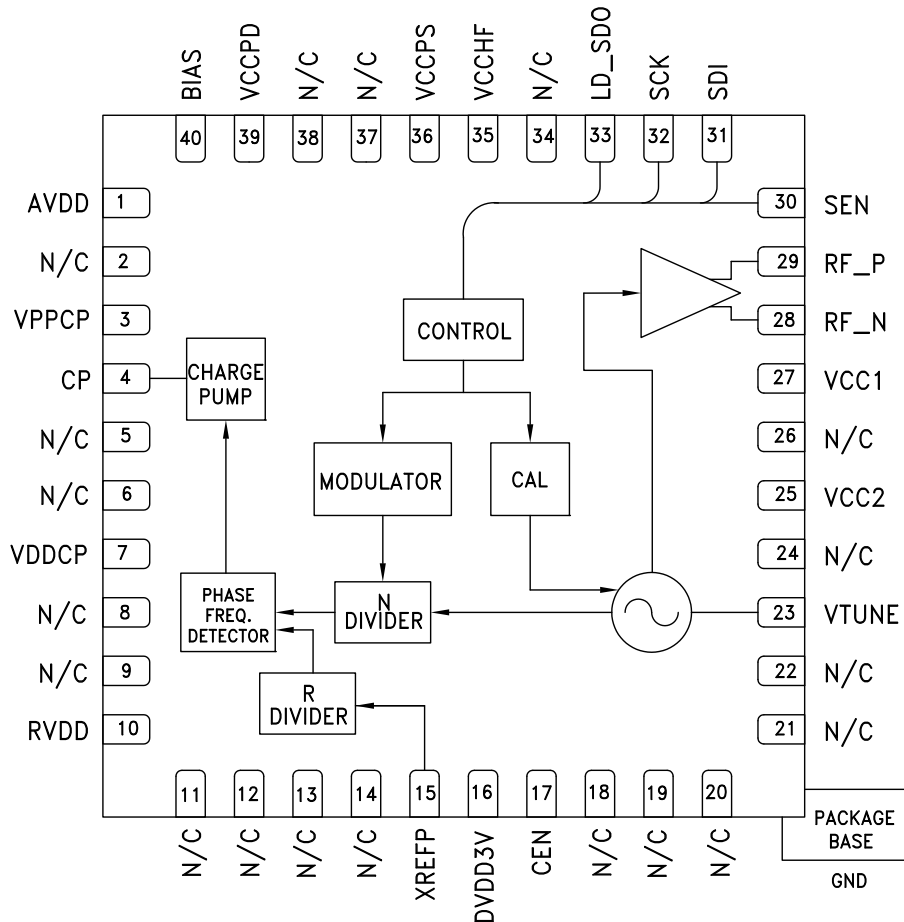 BIAS
VCCPD
N/C
N/C
VCCPS
VCCHF
N/C
LD_SDO
SCK
SDI
40
39
38
37
36
35
34
33
32
31
AVDD
1
N/C
2
VPPCP
3
CP
4
N/C
5
N/C
6
VDDCP
7
N/C
8
N/C
9
RVDD
10
CONTROL
CHARGE
PUMP
MODULATOR
CAL
PHASE
FREQ.
DETECTOR
N
DIVIDER
R
DIVIDER
30
SEN
29
RF_P
28
RF_N
27
VCC1
26
N/C
25
VCC2
24
N/C
23
VTUNE
22
N/C
21
N/C
11
12
13
14
15
16
17
18
19
20
N/C
N/C
N/C
N/C
XREFP
DVDD3V
CEN
N/C
N/C
N/C
PACKAGE
BASE
GND